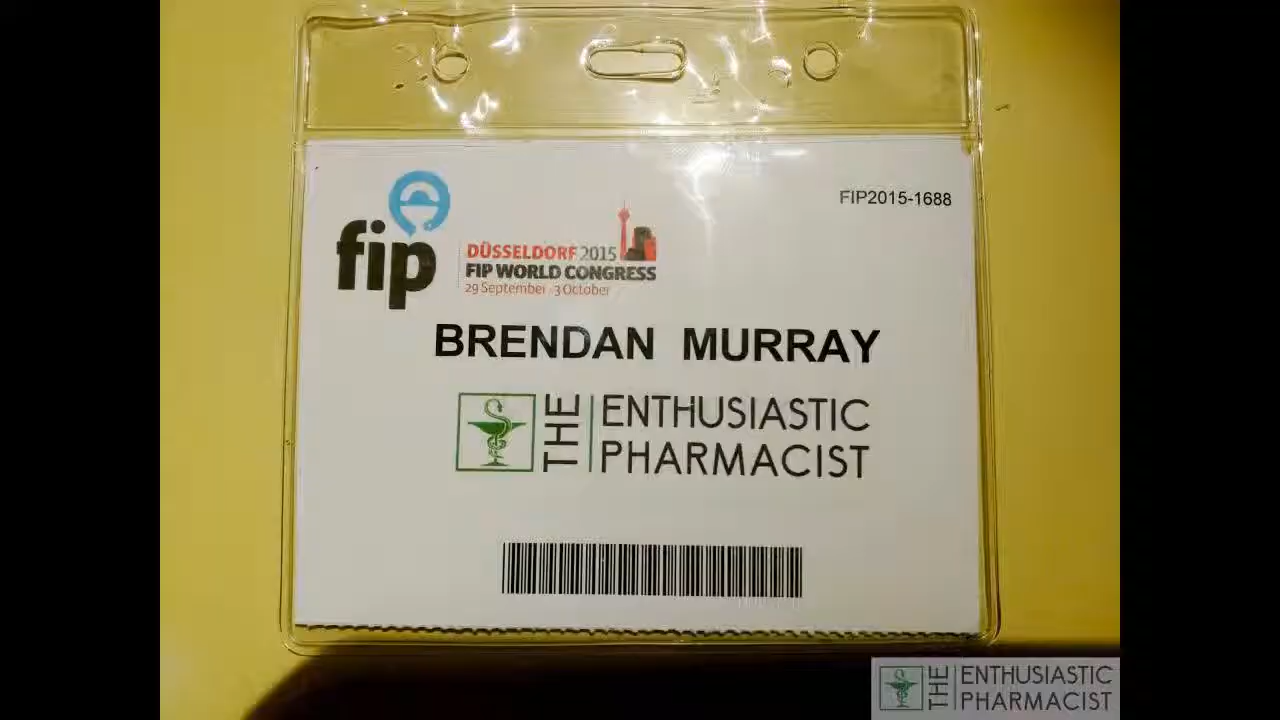 FIP2015-1688
fip
DÜSSELDORF 2015
FIP WORLD CONGRESS
29 September - 3 October
BRENDAN MURRAY
THE ENTHUSIASTIC
PHARMACIST
THE ENTHUSIASTIC
PHARMACIST